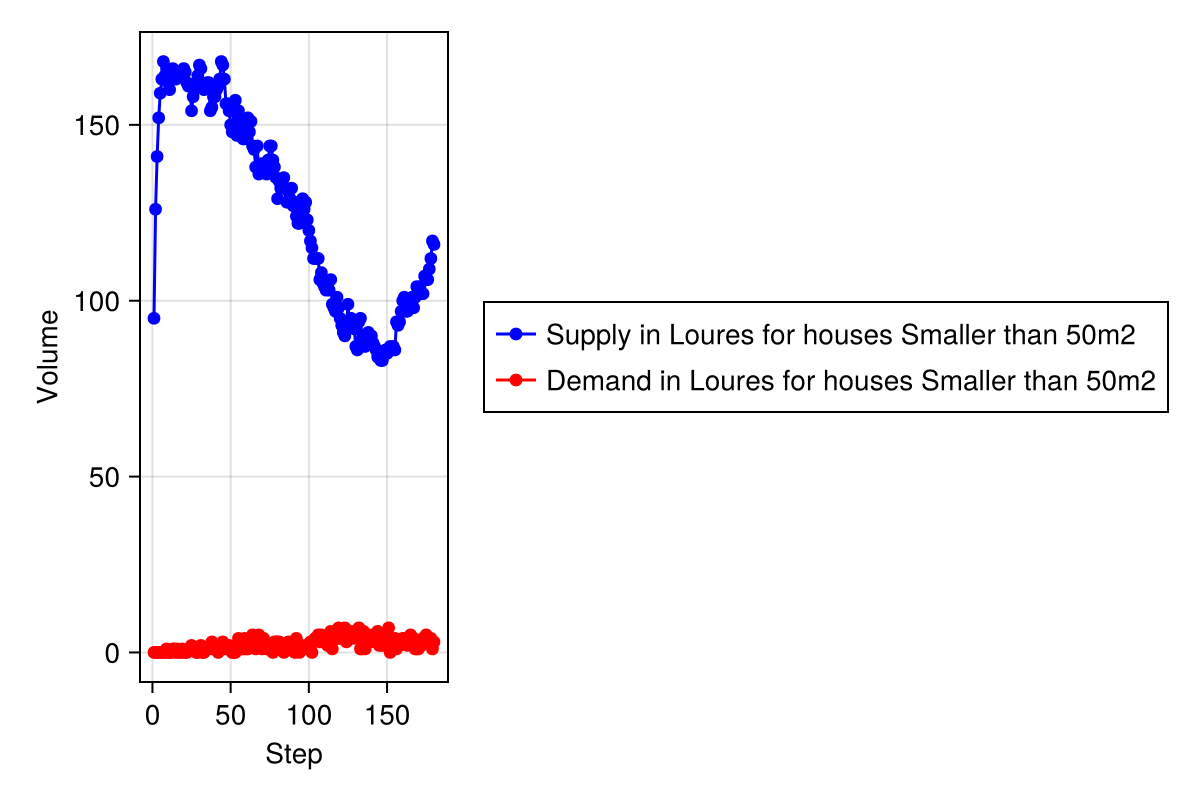 150
100
50
0
Volume
0 50 100 150
Step
Supply in Loures for houses Smaller than 50m2
Demand in Loures for houses Smaller than 50m2